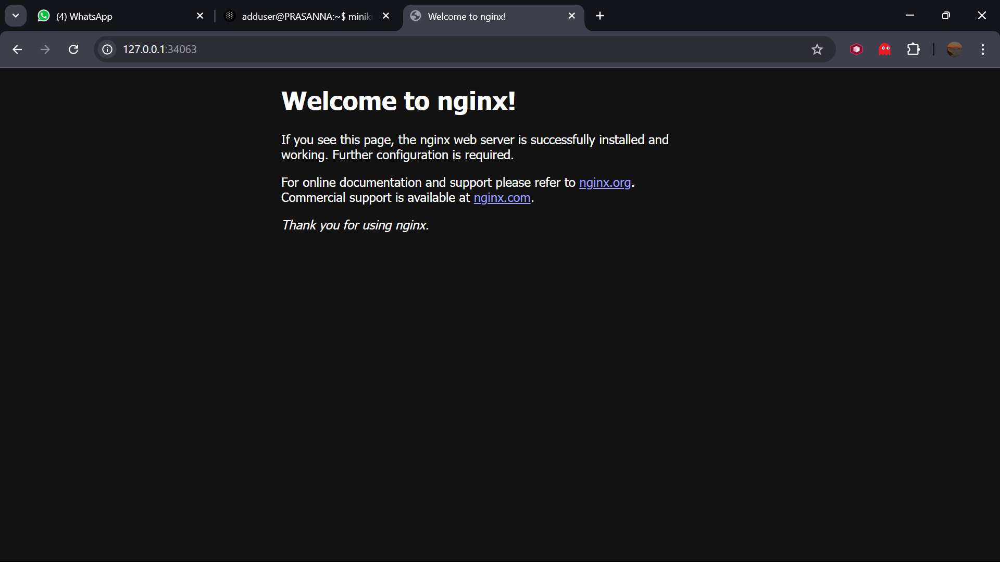 (4) WhatsApp
adduser@PRASANNA:~$ minik
Welcome to nginx!
127.0.0.1:34063
Welcome to nginx!
If you see this page, the nginx web server is successfully installed and
working. Further configuration is required.
For online documentation and support please refer to nginx.org.
Commercial support is available at nginx.com.
Thank you for using nginx.